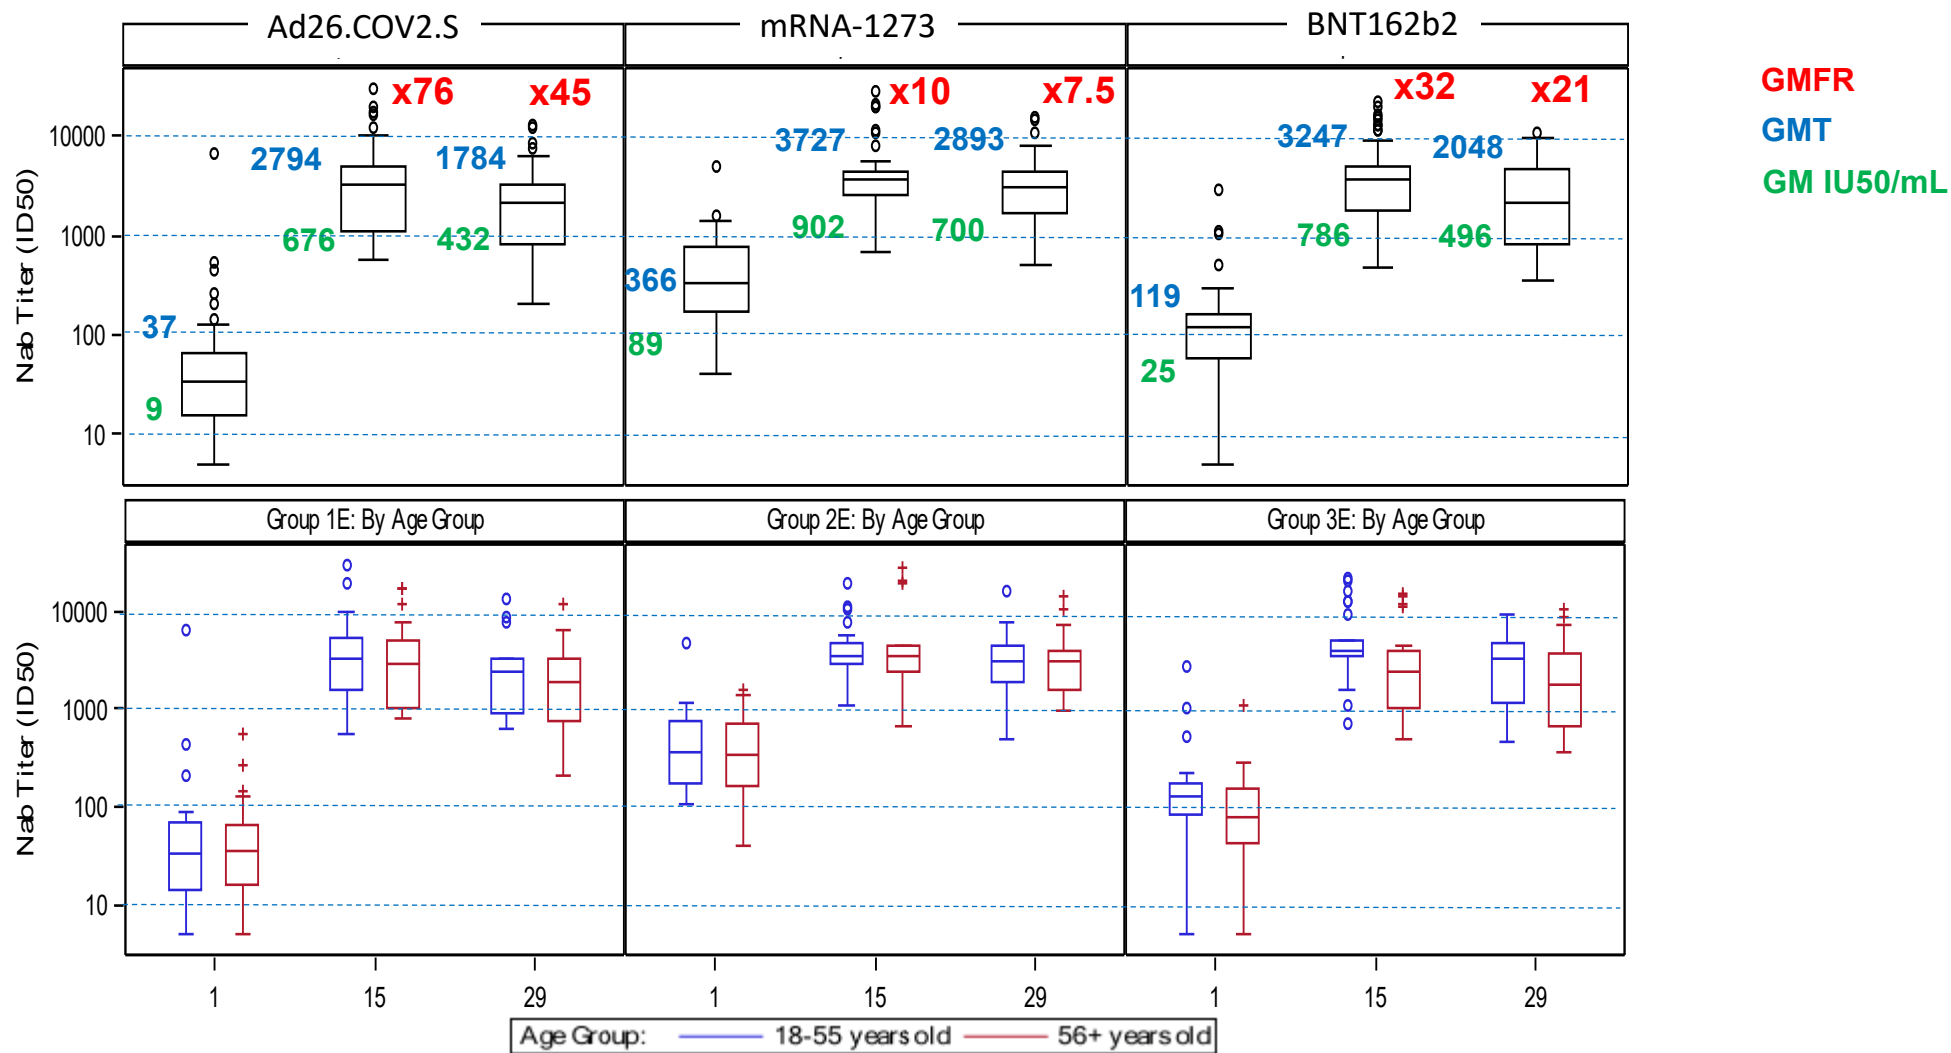 Ad26.COV2.S mRNA-1273 BNT162b2
x76 x45 x10 x7.5 x32 x21
GMFR
GMT
GM IU50/mL
Nab Titer (ID50)
10000
1000
100
10
2794 1784 3727 2893 3247 2048
676 432 902 700 786 496
37 366 119
9 89 25
Group 1E: By Age Group Group 2E: By Age Group Group 3E: By Age Group
Nab Titer (ID50)
10000
1000
100
10
1 15 29 1 15 29 1 15 29
Age Group: 18-55 years old 56+ years old